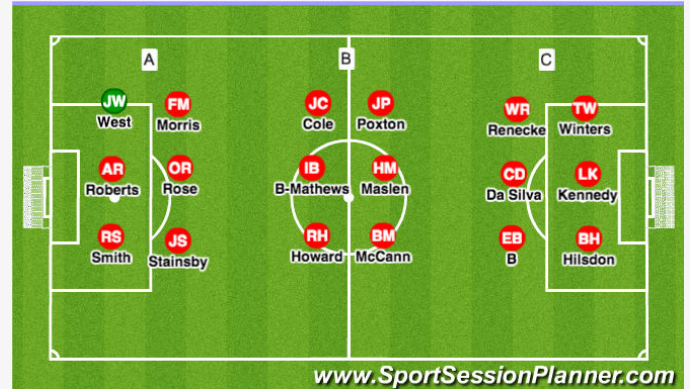 A B C
JW FM JC JP WR TW
West Morris Cole Poxton Renecke Winters
AR OR IB HM CD LK
Roberts Rose B-Mathews Maslen Da Silva Kennedy
RS JS RH BM EB BH
Smith Stainsby Howard McCann B Hilsdon
www.SportSessionPlanner.com